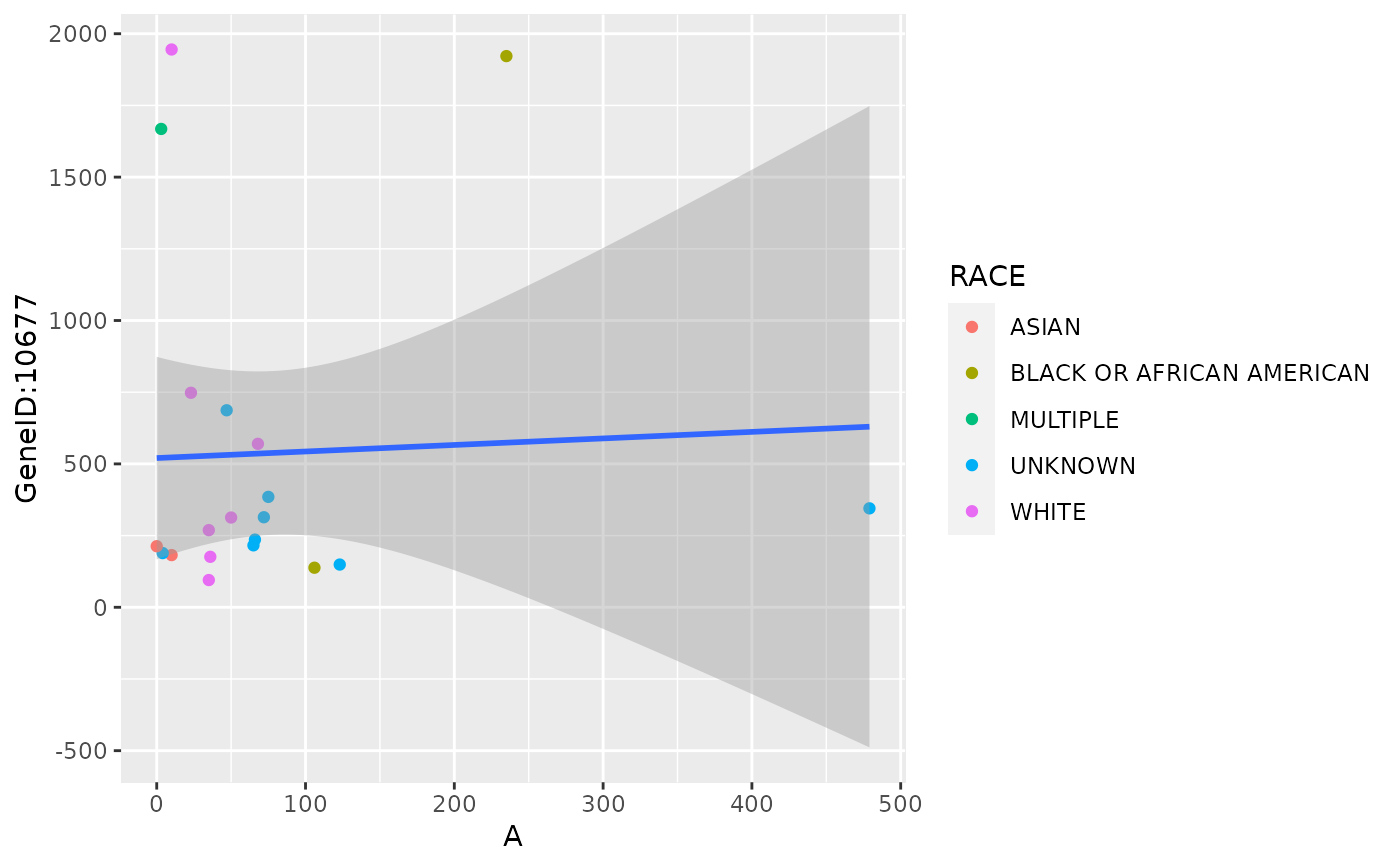 2000
1500
1000
500
0
-500
GeneID:10677
0 100 200 300 400 500
A
RACE
ASIAN
BLACK OR AFRICAN AMERICAN
MULTIPLE
UNKNOWN
WHITE